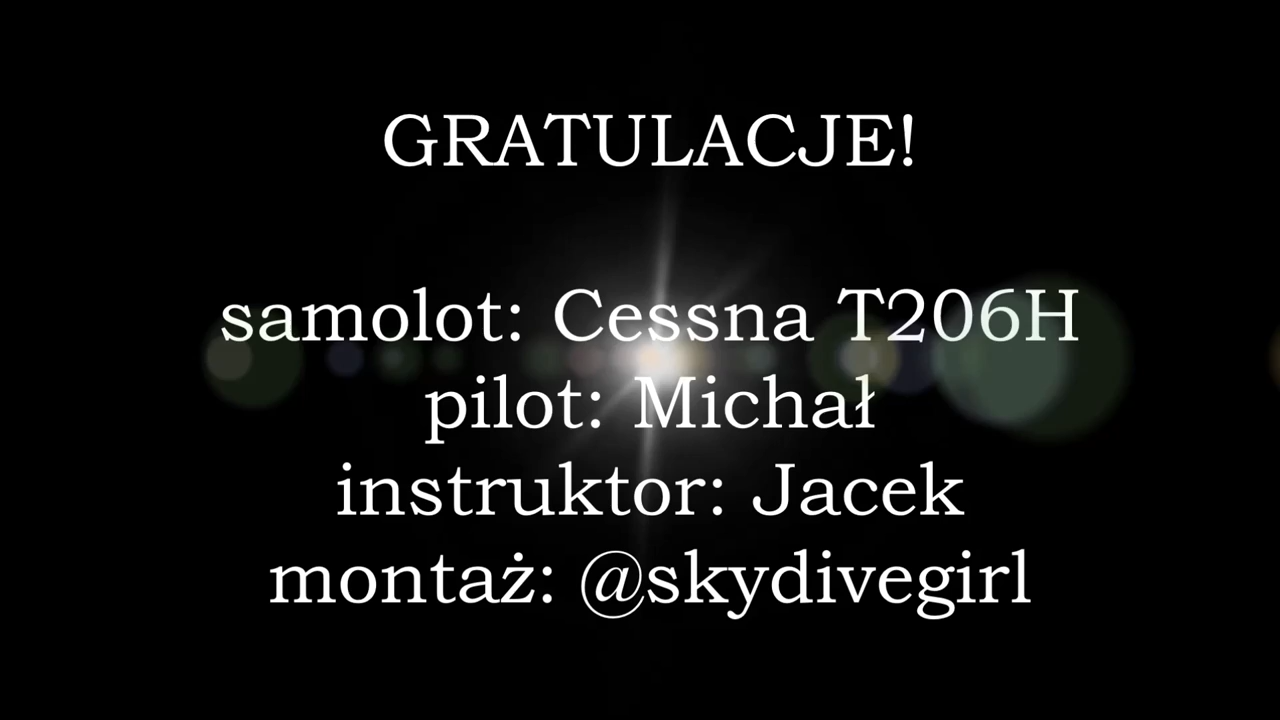 GRATULACJE!
samolot: Cessna T206H
pilot: Michał
instruktor: Jacek
montaż: @skydivegirl